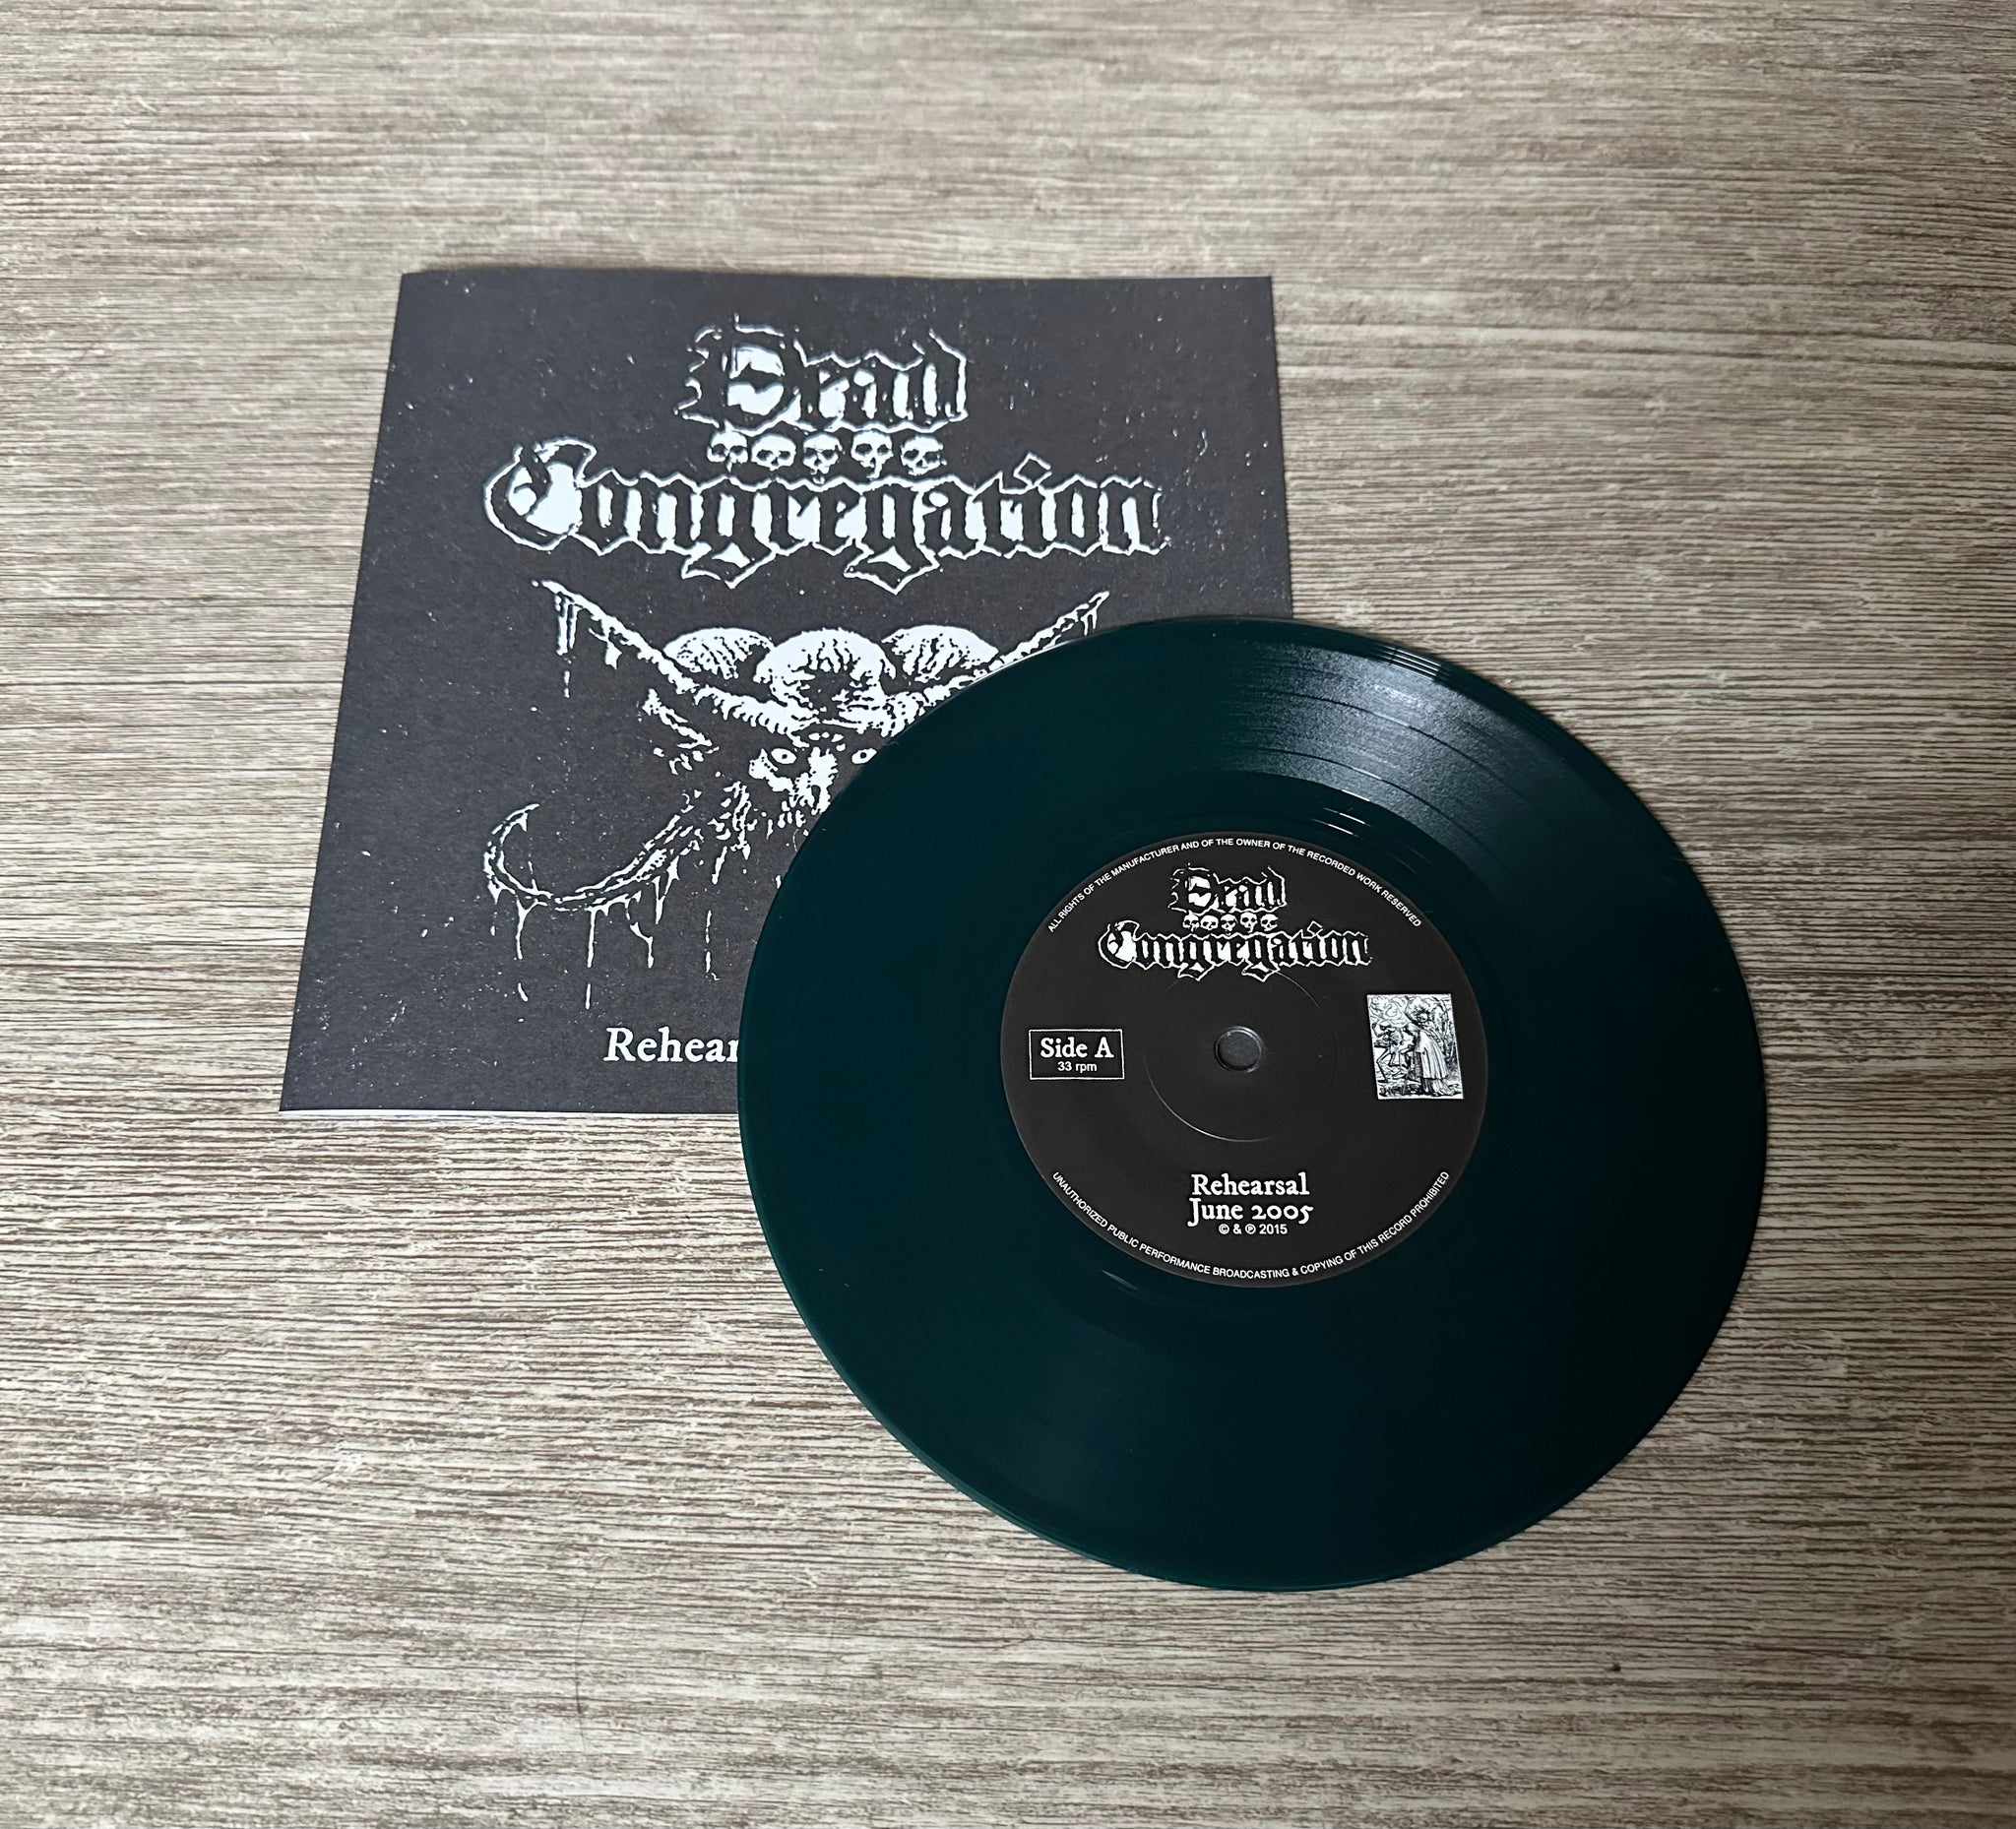 Dead
Congregation
Rehear
ALL RIGHTS OF THE MANUFACTURER AND OF THE OWNER OF THE RECORDED WORK RESERVED
Dead
Congregation
Side A
33 rpm
Rehearsal
June 2005
© & ℗ 2015
UNAUTHORIZED PUBLIC PERFORMANCE BROADCASTING & COPYING OF THIS RECORD PROHIBITED